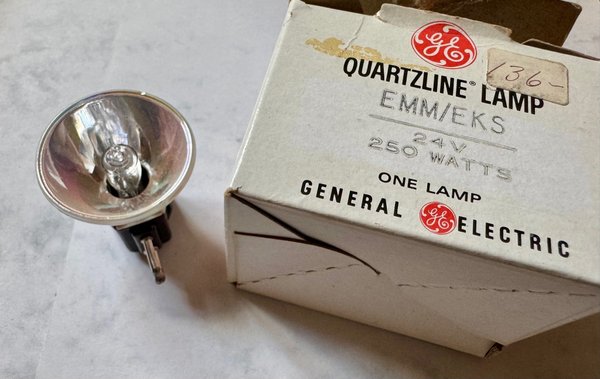 GE
136-
QUARTZLINE® LAMP
EMM/EKS
24V
250 WATTS
ONE LAMP
GENERAL GE ELECTRIC